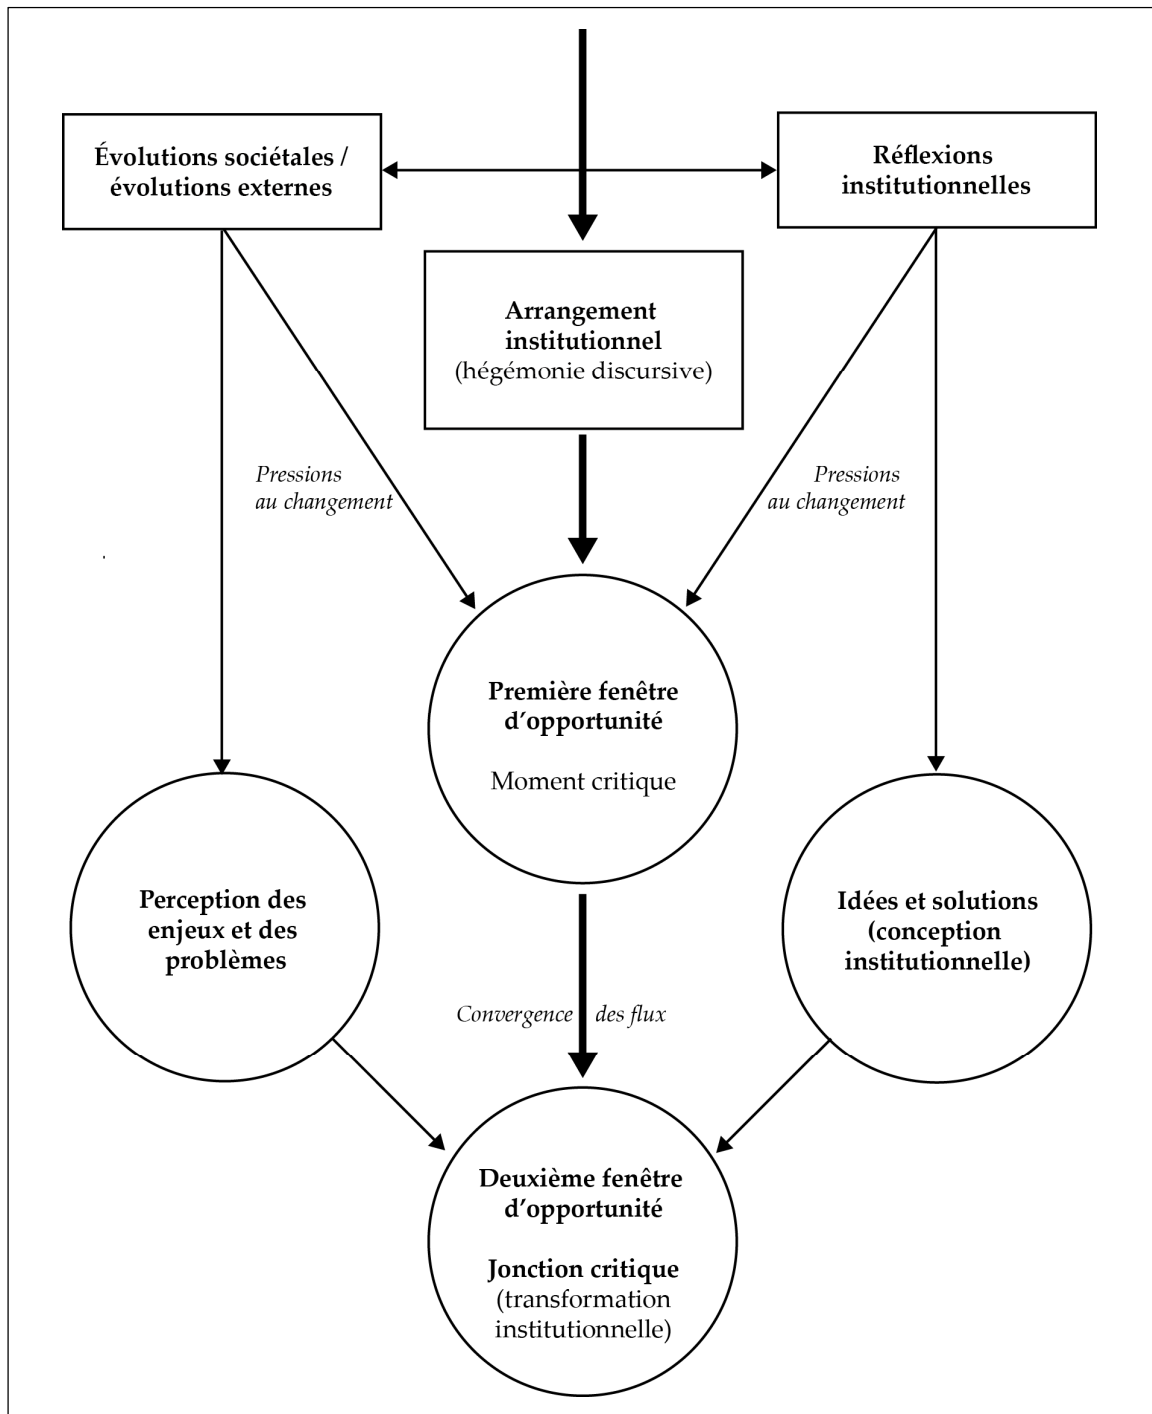 Évolutions sociétales /
évolutions externes
Réflexions
institutionnelles
Arrangement
institutionnel
(hégémonie discursive)
Pressions
au changement
Pressions
au changement
Première fenêtre
d’opportunité
Moment critique
Perception des
enjeux et des
problèmes
Idées et solutions
(conception
institutionnelle)
Convergence des flux
Deuxième fenêtre
d’opportunité
Jonction critique
(transformation
institutionnelle)